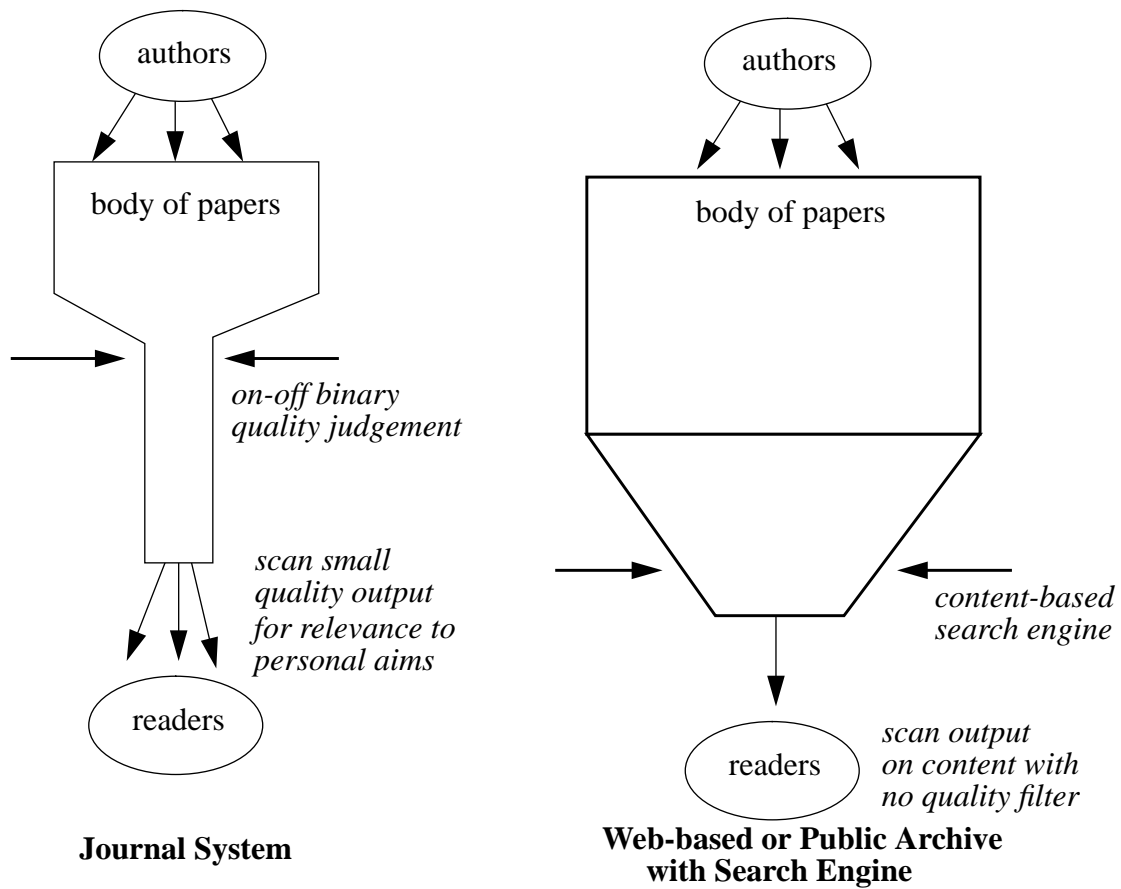 authors
body of papers
on-off binary
quality judgement
scan small
quality output
for relevance to
personal aims
readers
Journal System
authors
body of papers
content-based
search engine
readers
scan output
on content with
no quality filter
Web-based or Public Archive
with Search Engine